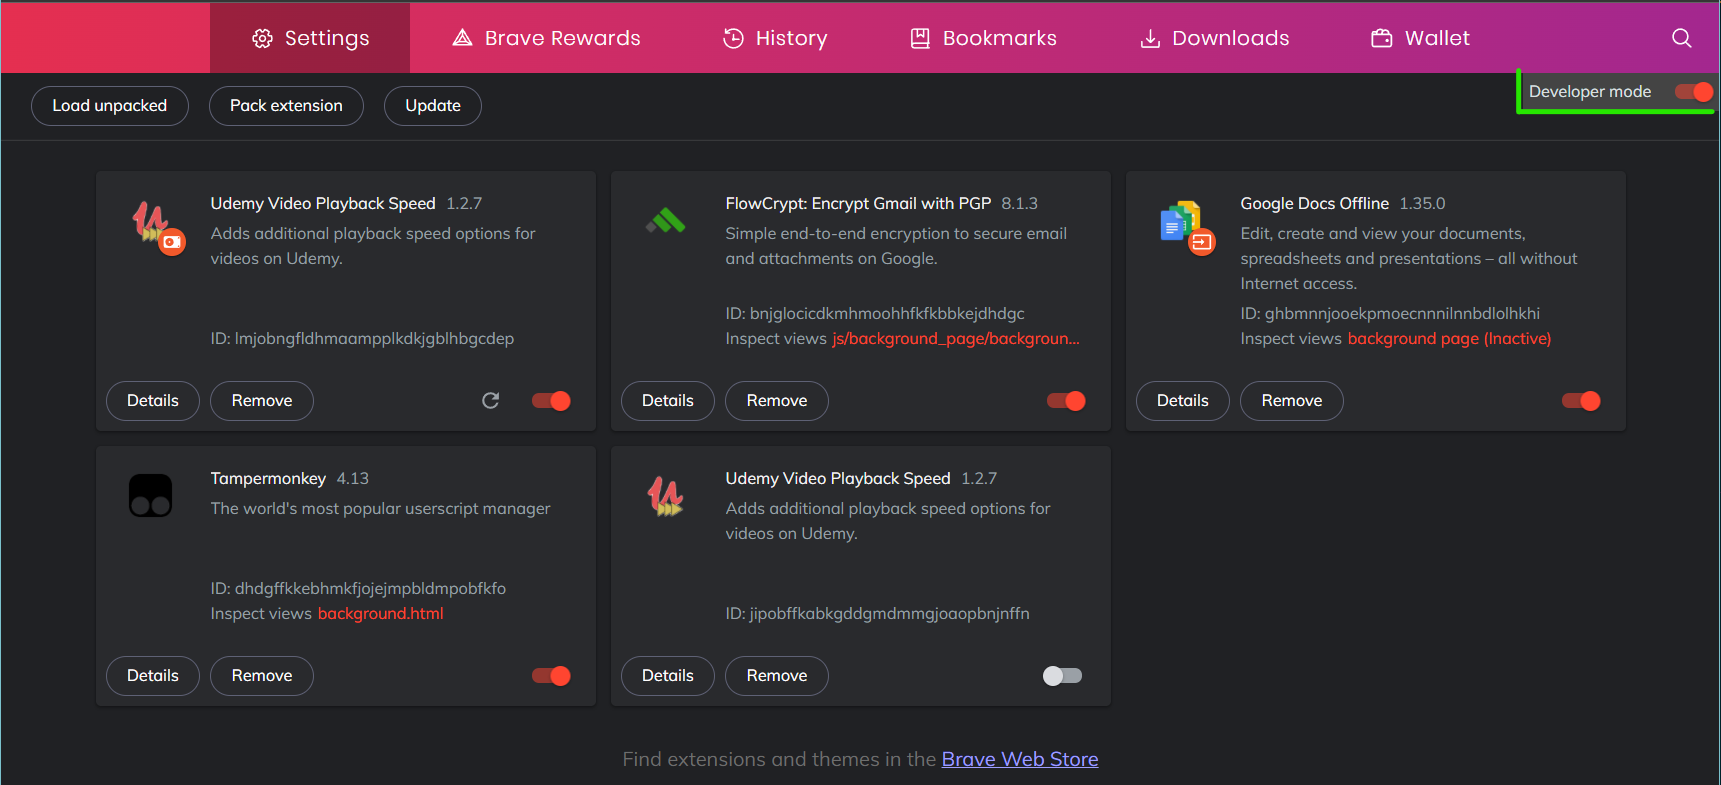 Settings
Brave Rewards
History
Bookmarks
Downloads
Wallet
Load unpacked
Pack extension
Update
Developer mode
Udemy Video Playback Speed 1.2.7
Adds additional playback speed options for
videos on Udemy.
ID: lmjobngfldhmaampplkdkjgblhbgcdep
Details
Remove
FlowCrypt: Encrypt Gmail with PGP 8.1.3
Simple end-to-end encryption to secure email
and attachments on Google.
ID: bnjglocicdkmhmoohhfkfkbbkejdhdgc
Inspect views js/background_page/backgroun...
Details
Remove
Google Docs Offline 1.35.0
Edit, create and view your documents,
spreadsheets and presentations – all without
Internet access.
ID: ghbmnnjooekpmoecnnnilnnbdlolhkhi
Inspect views background page (Inactive)
Details
Remove
Tampermonkey 4.13
The world's most popular userscript manager
ID: dhdgffkkebhmkfjojejmpbldmpobfkfo
Inspect views background.html
Details
Remove
Udemy Video Playback Speed 1.2.7
Adds additional playback speed options for
videos on Udemy.
ID: jipobffkabkgddgmdmmgjoaopbnjnffn
Details
Remove
Find extensions and themes in the Brave Web Store